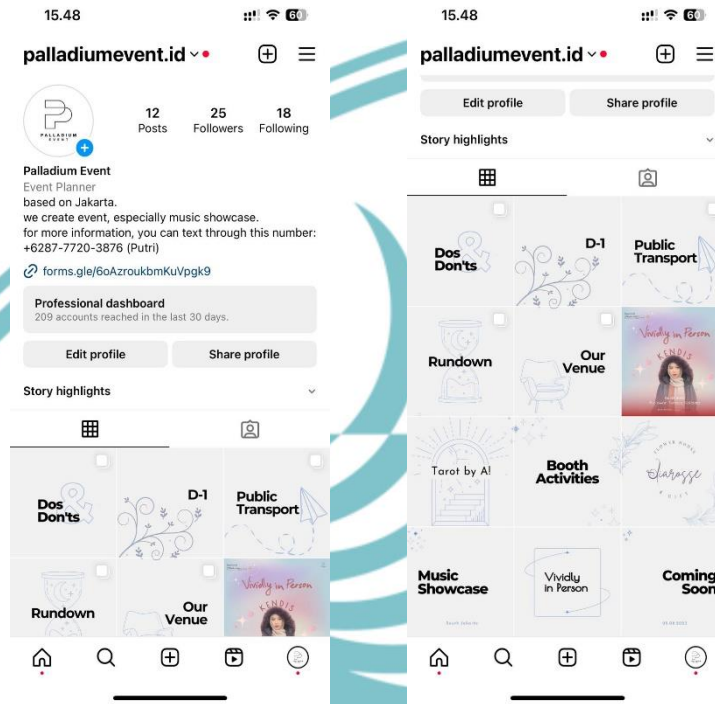 15.48
60
palladiumevent.id
PALLADIUM
EVENT
12
Posts
25
Followers
18
Following
Palladium Event
Event Planner
based on Jakarta.
we create event, especially music showcase.
for more information, you can text through this number:
+6287-7720-3876 (Putri)
forms.gle/6oAzroukbmKuVpgk9
Professional dashboard
209 accounts reached in the last 30 days.
Edit profile
Share profile
Story highlights
Dos
&
Don'ts
D-1
Public
Transport
Rundown
Our
Venue
Vividly in Person
KENDIS
15.48
60
palladiumevent.id
Edit profile
Share profile
Story highlights
Dos
&
Don'ts
D-1
Public
Transport
Rundown
Our
Venue
Vividly in Person
KENDIS
Tarot by A!
Booth
Activities
Music
Showcase
Vividly
in Person
Coming
Soon